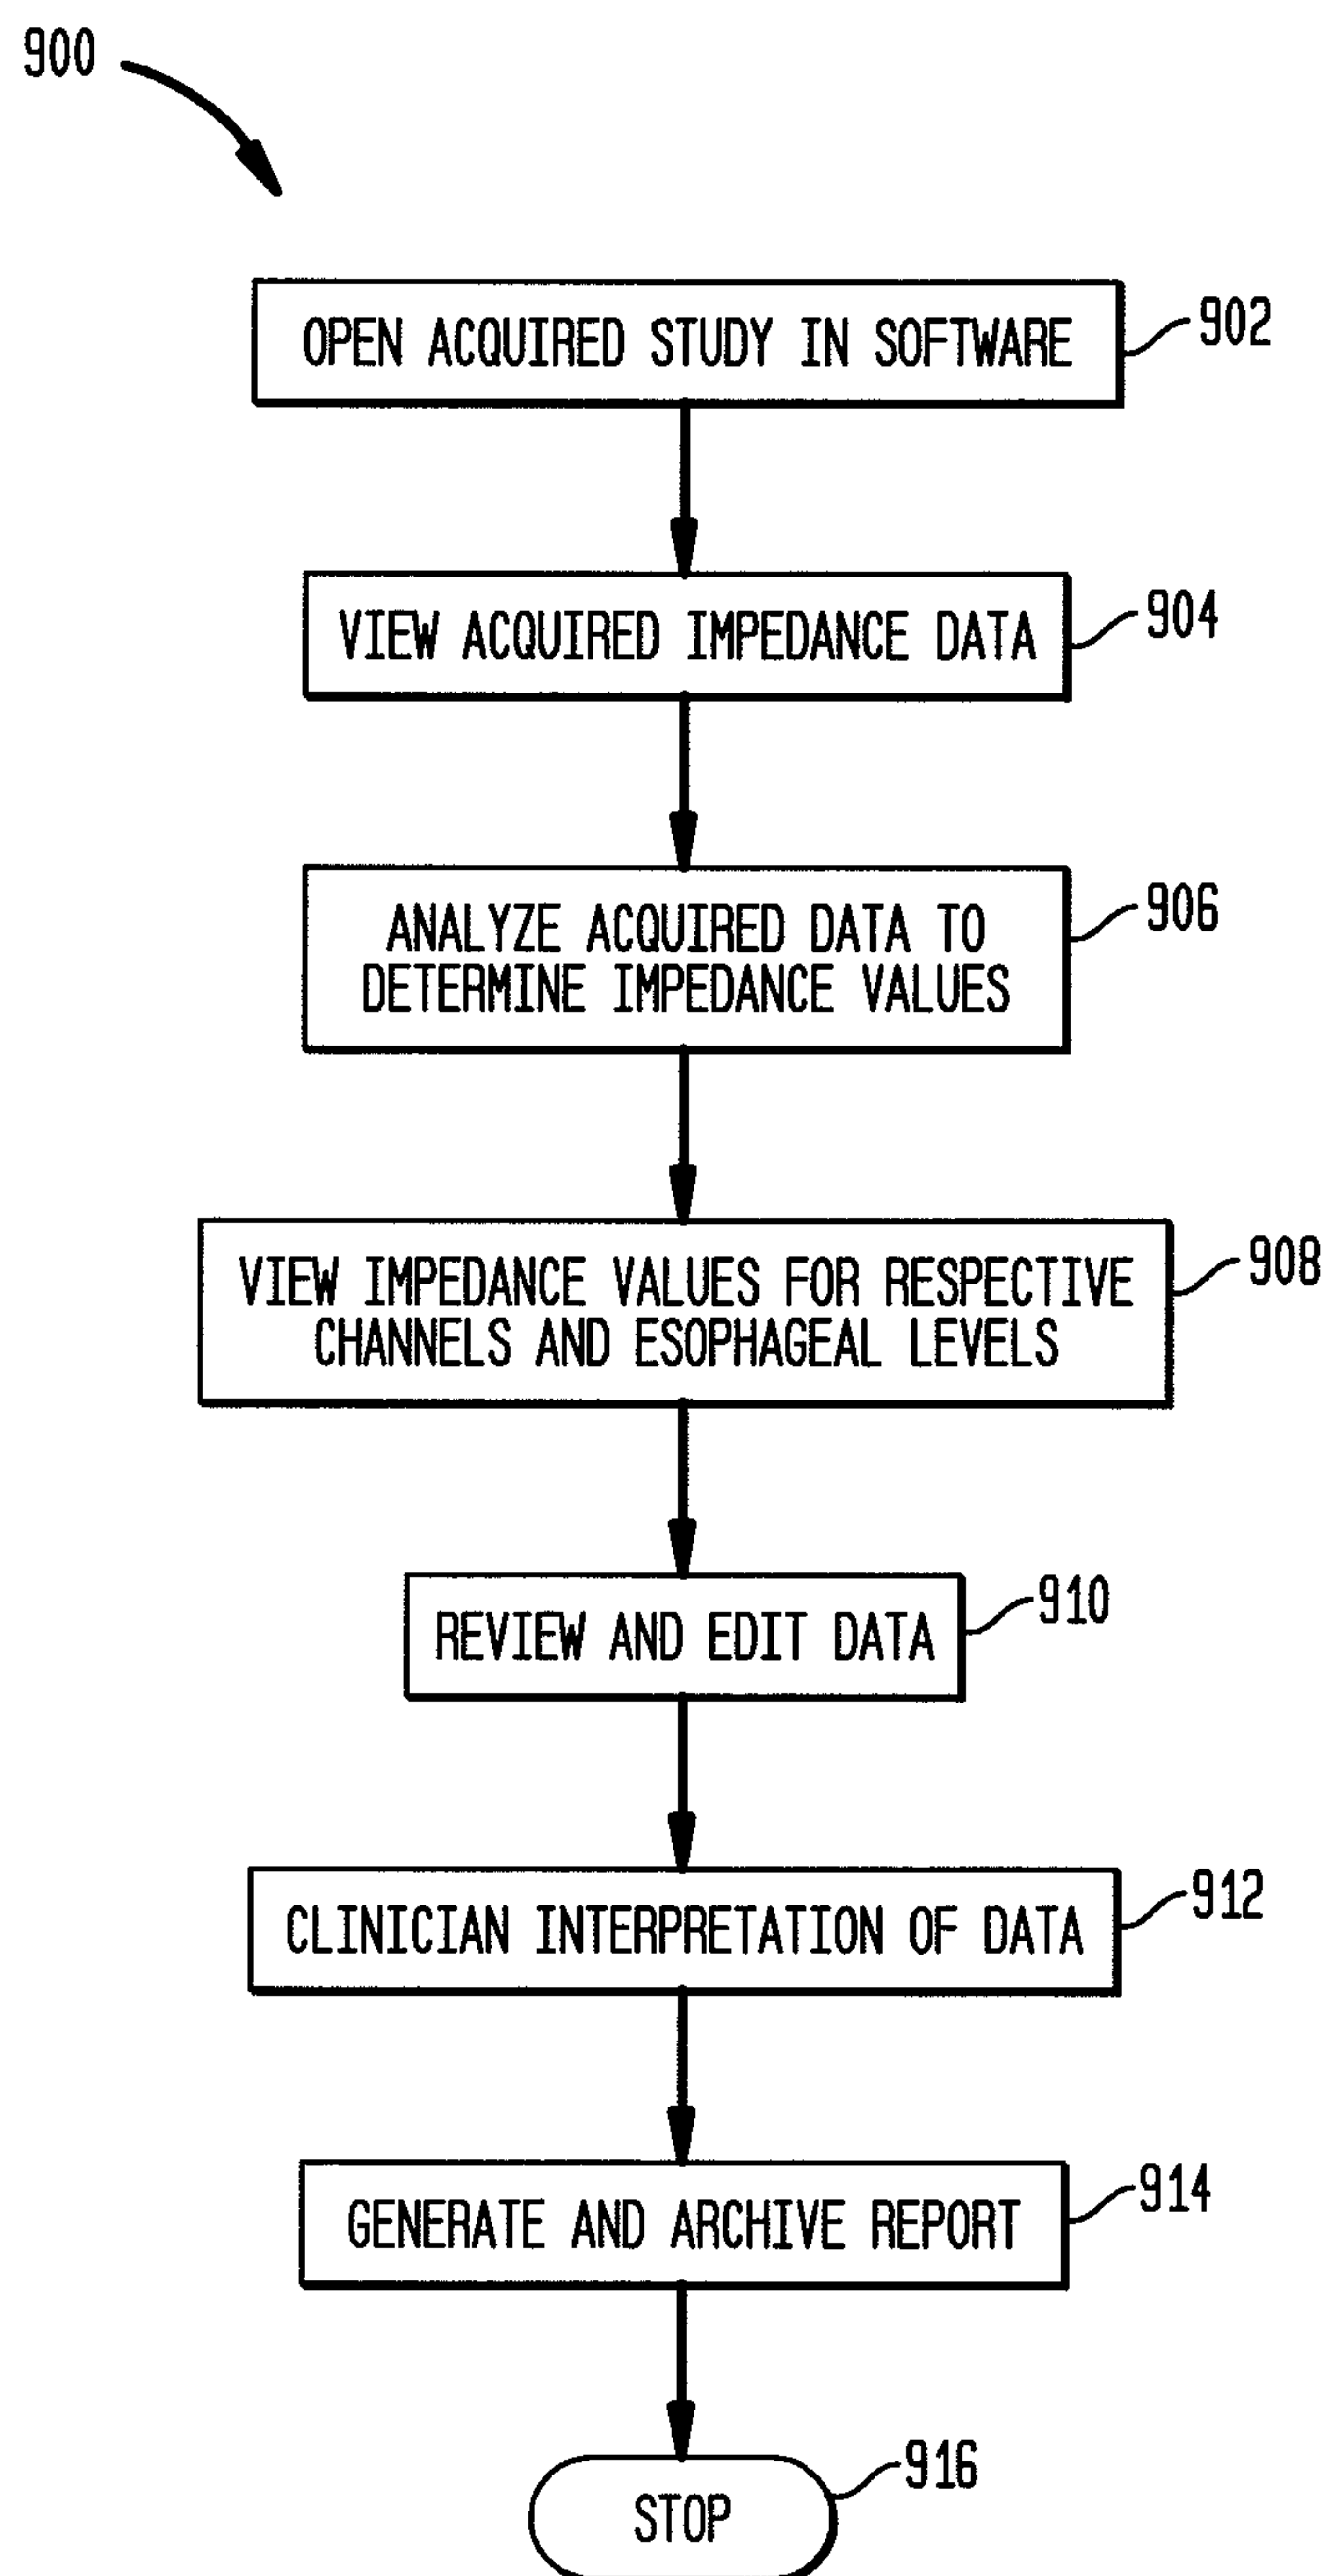 900
OPEN ACQUIRED STUDY IN SOFTWARE
902
VIEW ACQUIRED IMPEDANCE DATA
904
ANALYZE ACQUIRED DATA TO
DETERMINE IMPEDANCE VALUES
906
VIEW IMPEDANCE VALUES FOR RESPECTIVE
CHANNELS AND ESOPHAGEAL LEVELS
908
REVIEW AND EDIT DATA
910
CLINICIAN INTERPRETATION OF DATA
912
GENERATE AND ARCHIVE REPORT
914
STOP
916